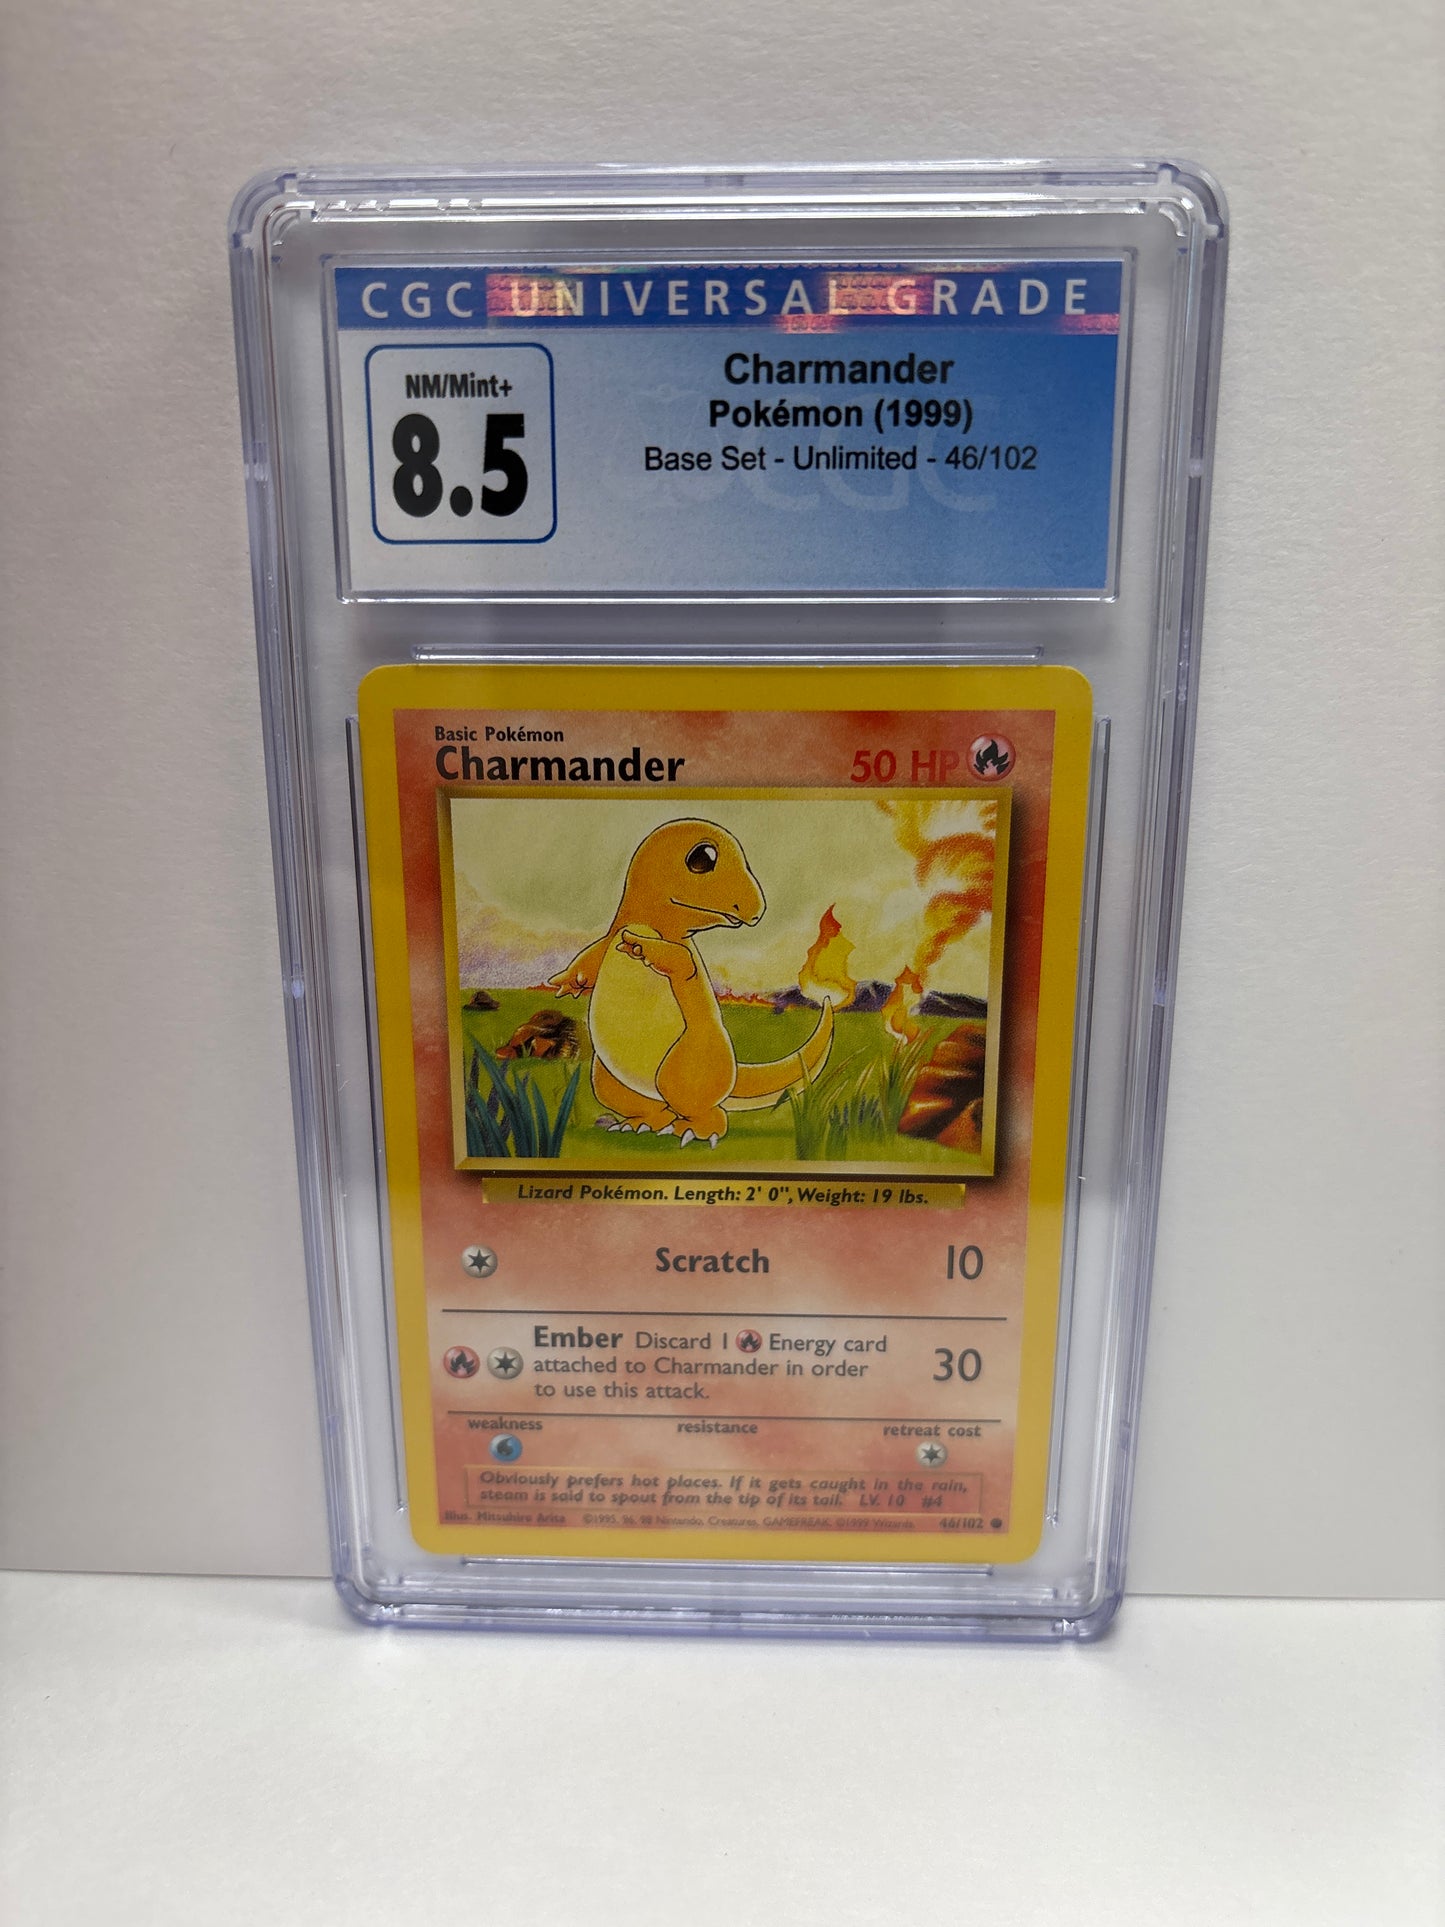 CGC UNIVERSAL GRADE
NM/Mint+
8.5
Charmander
Pokémon (1999)
Base Set - Unlimited - 46/102
CGC
Basic Pokémon
Charmander 50 HP
Lizard Pokémon. Length: 2' 0", Weight: 19 lbs.
Scratch 10
Ember Discard 1 Energy card
attached to Charmander in order
to use this attack.
30
weakness resistance retreat cost
Obviously prefers hot places. If it gets caught in the rain,
steam is said to spout from the tip of its tail. LV. 10 #4
Illus. Mitsuhiro Arita ©1995, 96, 98 Nintendo, Creatures, GAMEFREAK. ©1999 Wizards. 46/102